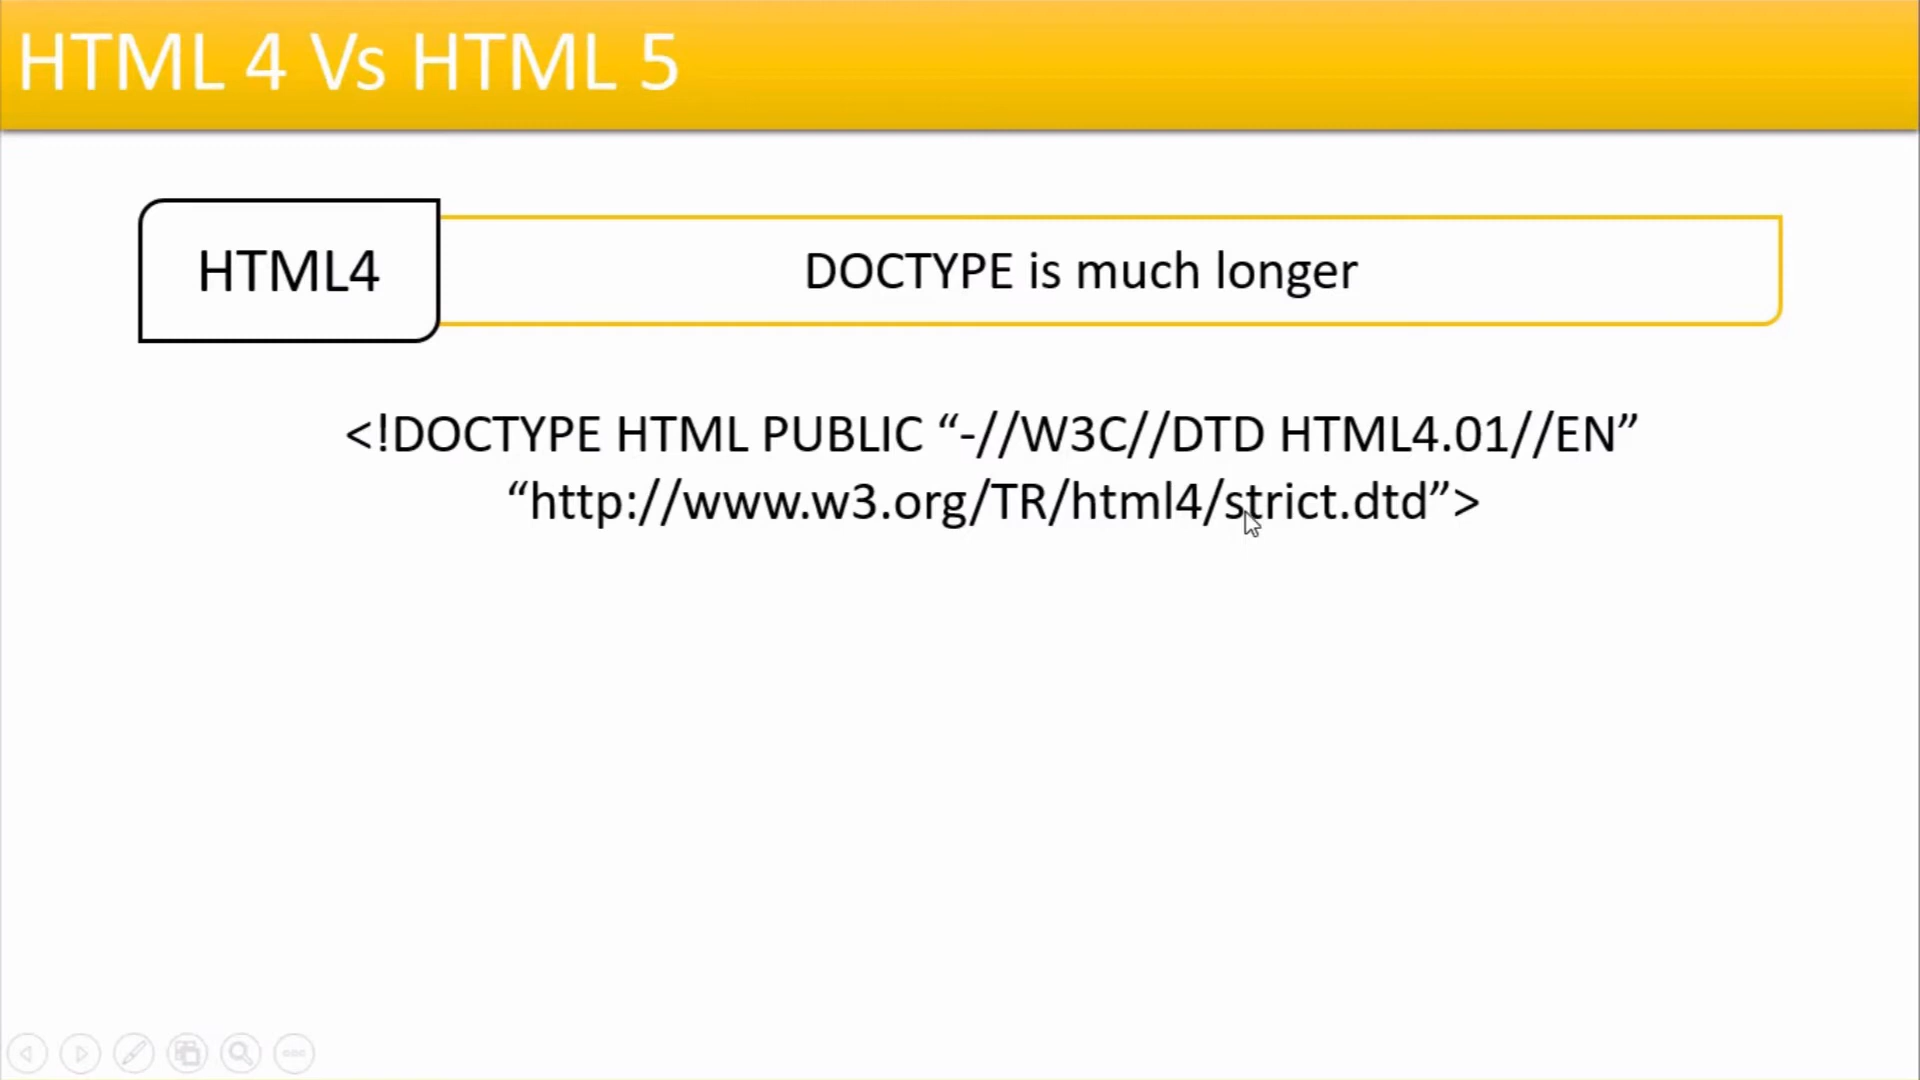 HTML 4 Vs HTML 5
HTML4
DOCTYPE is much longer
<!DOCTYPE HTML PUBLIC “-//W3C//DTD HTML4.01//EN”
“http://www.w3.org/TR/html4/strict.dtd”>